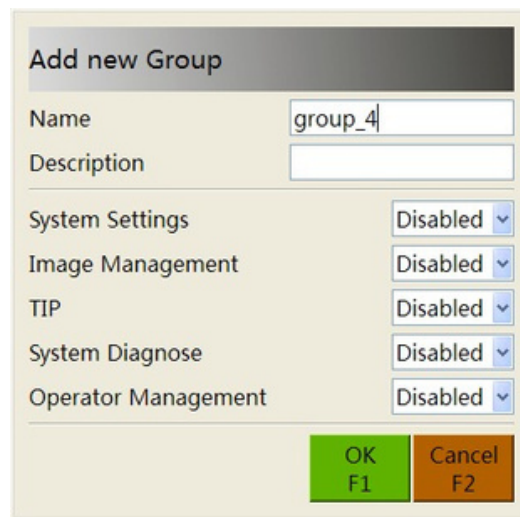 Add new Group
Name group_4
Description
System Settings Disabled
Image Management Disabled
TIP Disabled
System Diagnose Disabled
Operator Management Disabled
OK Cancel
F1 F2